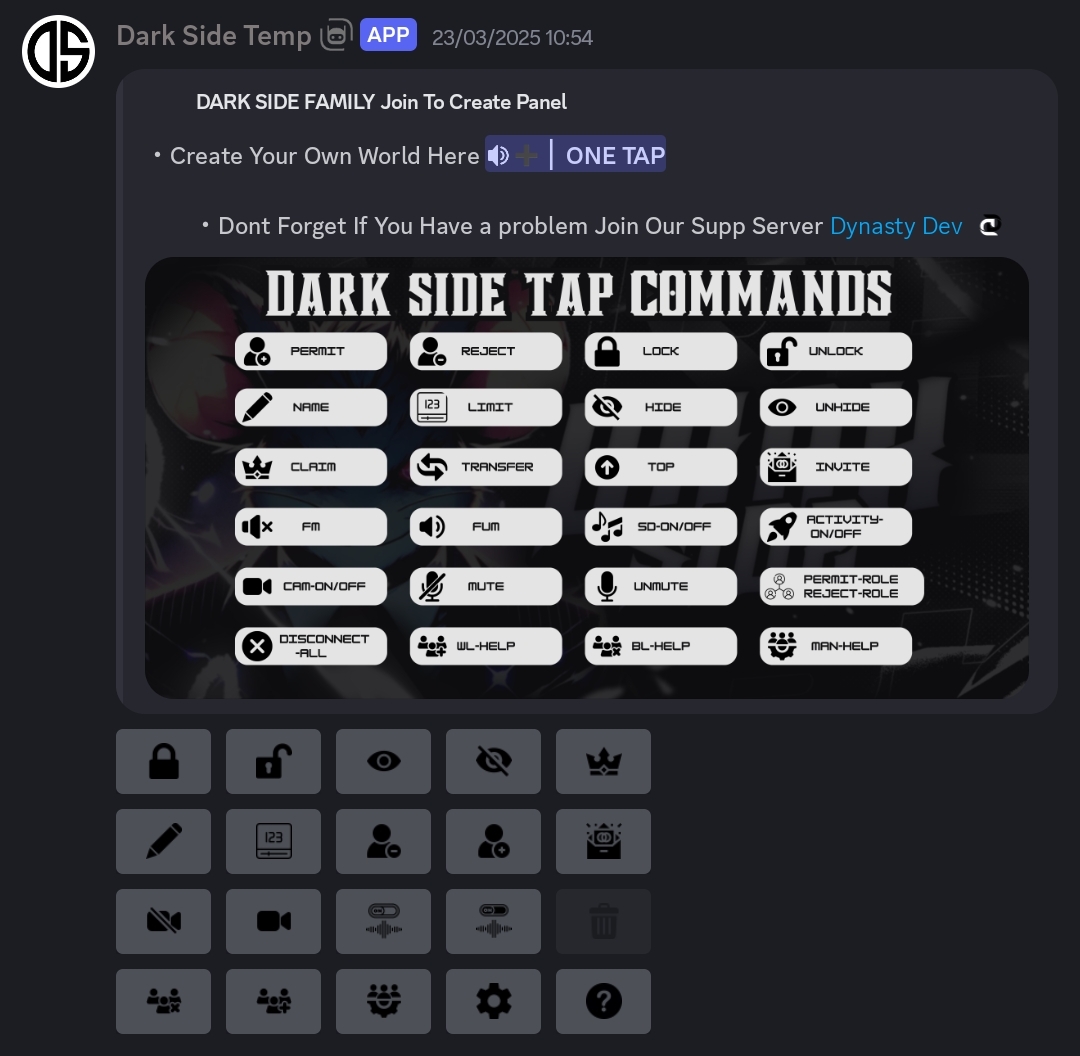 Dark Side Temp APP 23/03/2025 10:54
DARK SIDE FAMILY Join To Create Panel
• Create Your Own World Here ➕ | ONE TAP
• Dont Forget If You Have a problem Join Our Supp Server Dynasty Dev
DARK SIDE TAP COMMANDS
PERMIT REJECT LOCK UNLOCK
NAME 123 LIMIT HIDE UNHIDE
CLAIM TRANSFER TOP INVITE
FM FUM SD-ON/OFF ACTIVITY-
ON/OFF
CAM-ON/OFF MUTE UNMUTE PERMIT-ROLE
REJECT-ROLE
DISCONNECT
-ALL
WL-HELP BL-HELP MAN-HELP
123